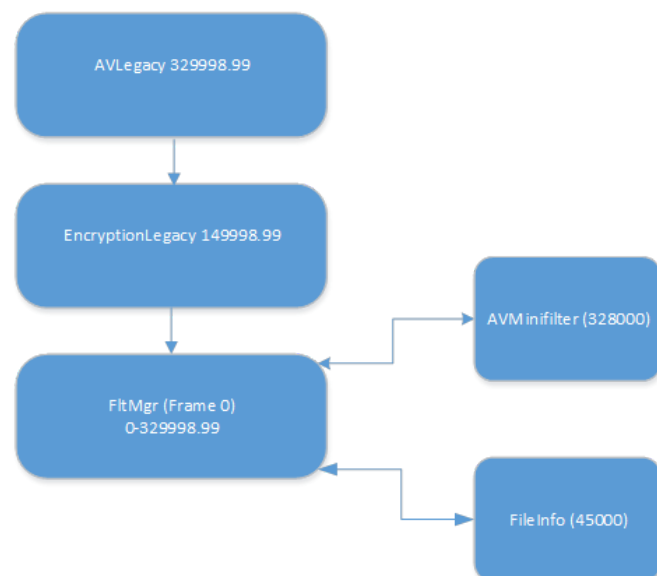 AVLegacy 329998.99
EncryptionLegacy 149998.99
AVMinifilter (328000)
FltMgr (Frame 0)
0-329998.99
FileInfo (45000)